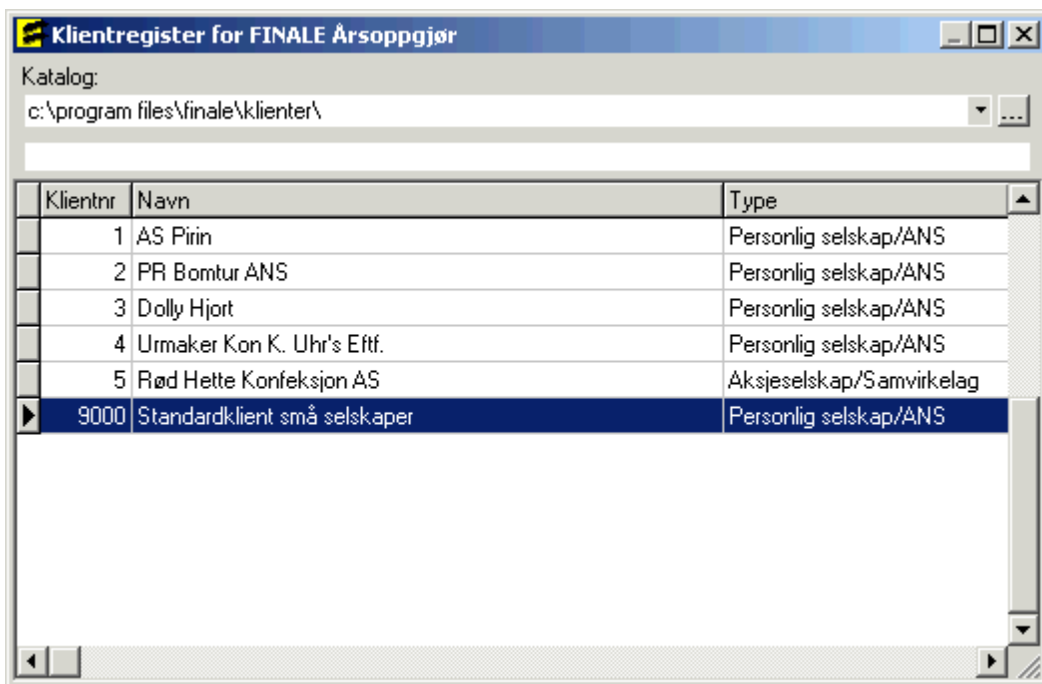 Klientregister for FINALE Årsoppgjør
Katalog:
c:\program files\finale\klienter\
...
Klientnr Navn Type
1 AS Pirin Personlig selskap/ANS
2 PR Bomtur ANS Personlig selskap/ANS
3 Dolly Hjort Personlig selskap/ANS
4 Urmaker Kon K. Uhr's Eftf. Personlig selskap/ANS
5 Rød Hette Konfeksjon AS Aksjeselskap/Samvirkelag
9000 Standardklient små selskaper Personlig selskap/ANS